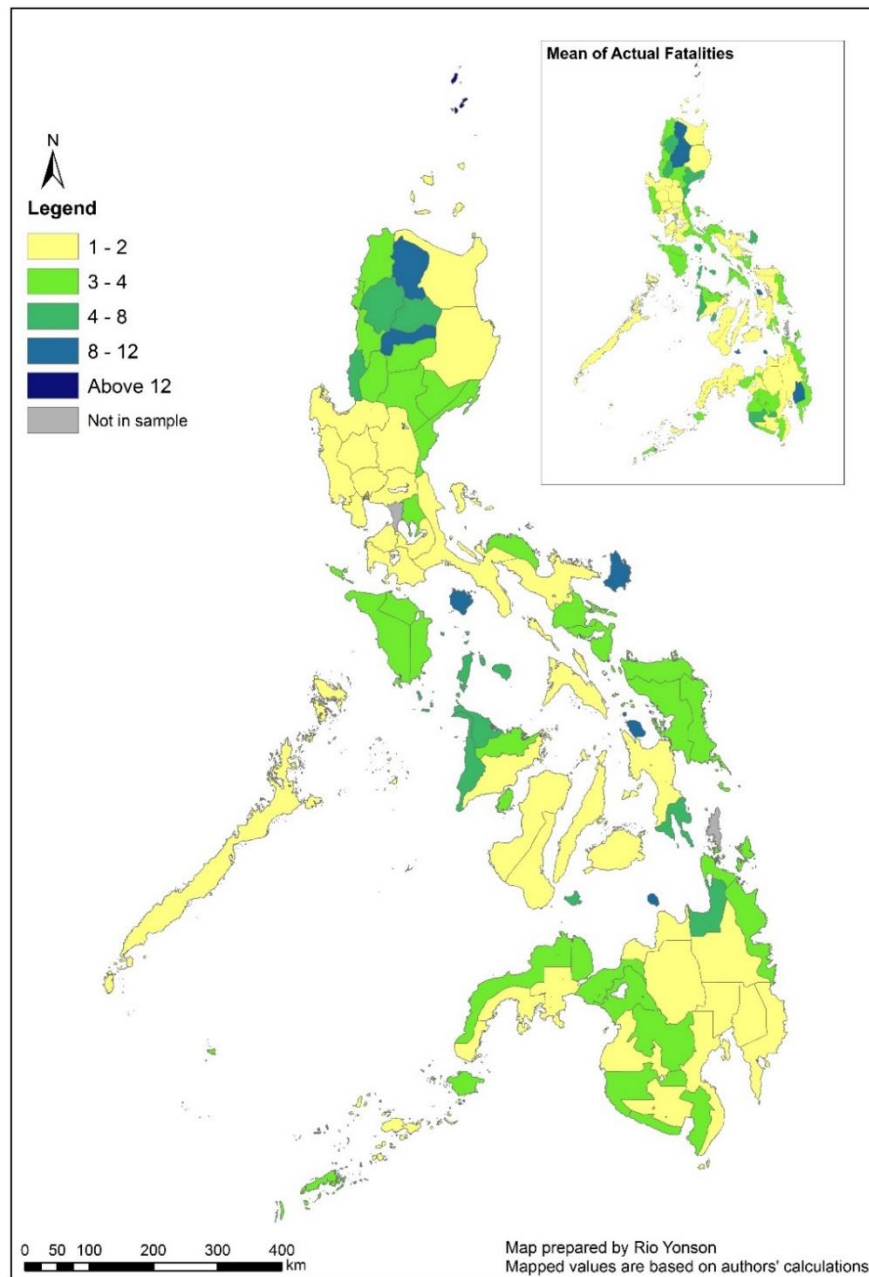 Mean of Actual Fatalities
N
Legend
1 - 2
3 - 4
4 - 8
8 - 12
Above 12
Not in sample
0 50 100 200 300 400
km
Map prepared by Rio Yonson
Mapped values are based on authors' calculations